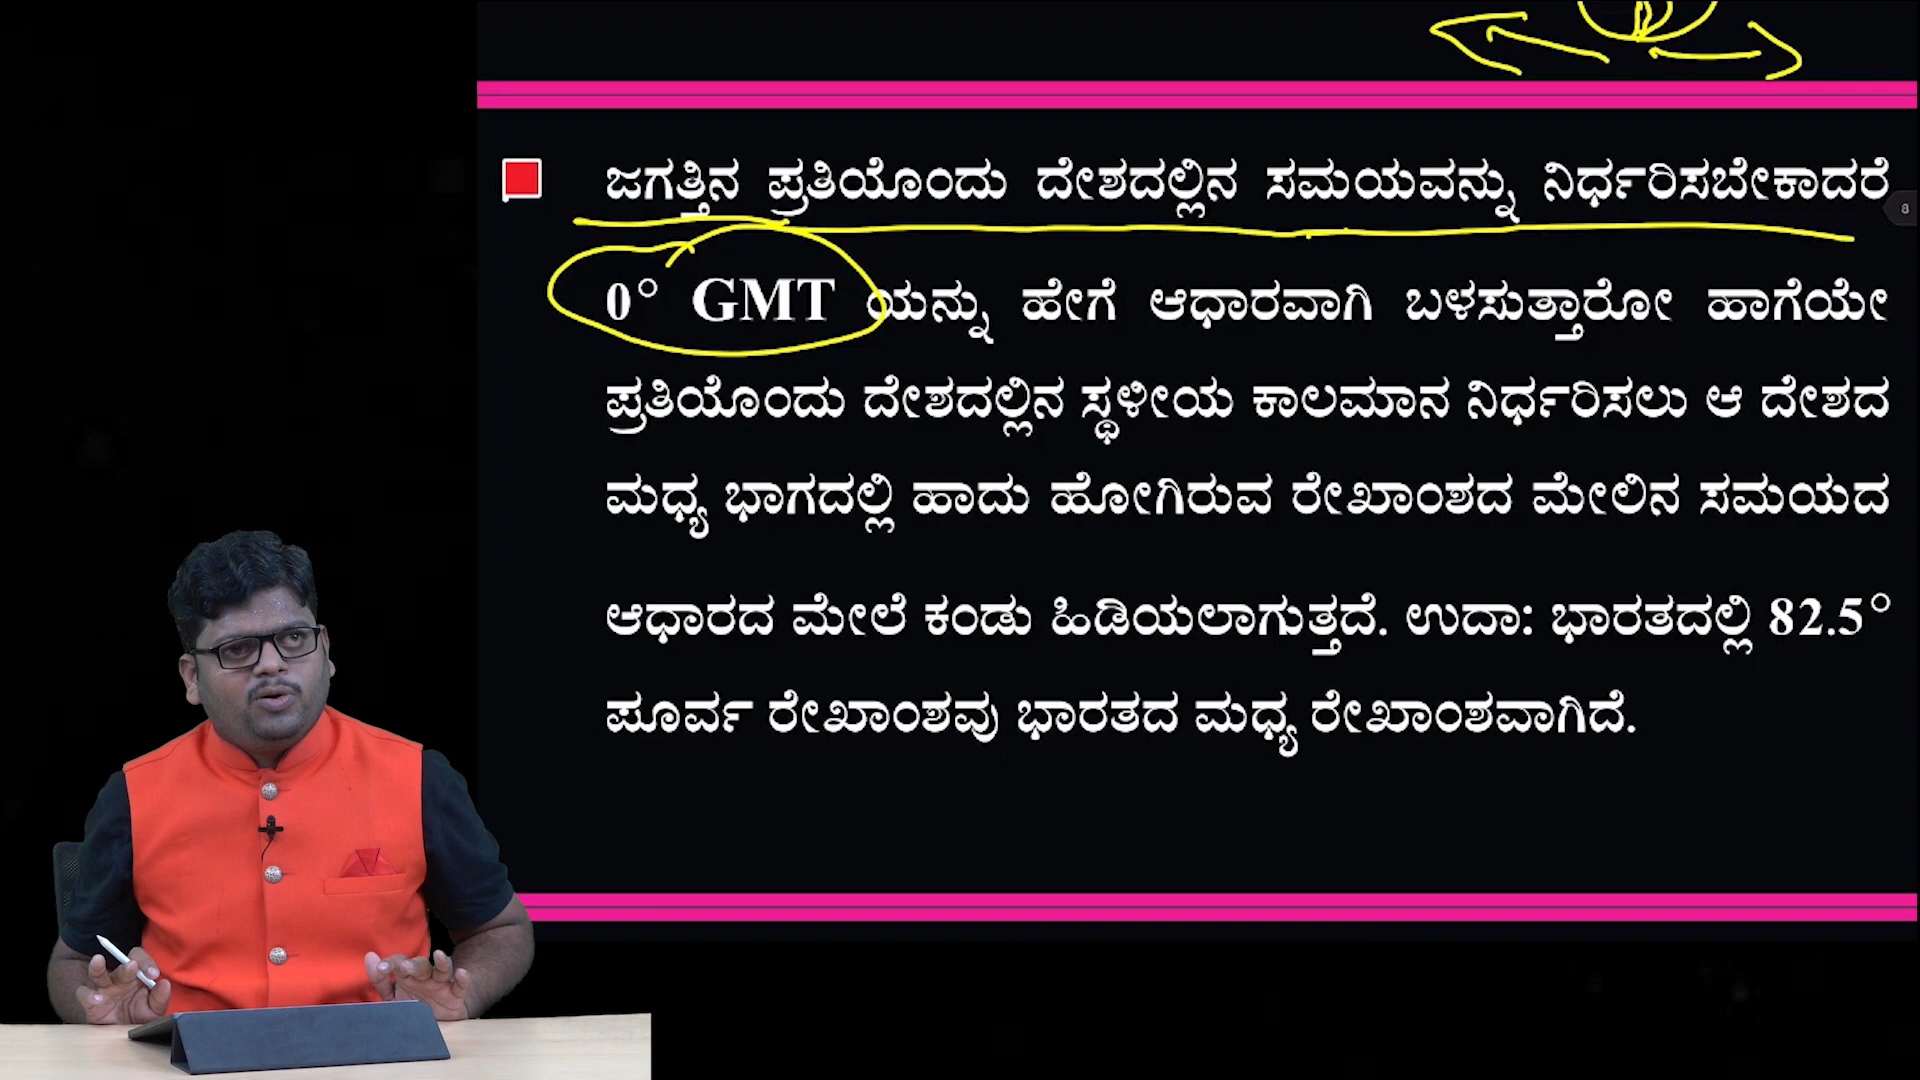 ಜಗತ್ತಿನ ಪ್ರತಿಯೊಂದು ದೇಶದಲ್ಲಿನ ಸಮಯವನ್ನು ನಿರ್ಧರಿಸಬೇಕಾದರೆ
0° GMT ಯನ್ನು ಹೇಗೆ ಆಧಾರವಾಗಿ ಬಳಸುತ್ತಾರೋ ಹಾಗೆಯೇ
ಪ್ರತಿಯೊಂದು ದೇಶದಲ್ಲಿನ ಸ್ಥಳೀಯ ಕಾಲಮಾನ ನಿರ್ಧರಿಸಲು ಆ ದೇಶದ
ಮಧ್ಯ ಭಾಗದಲ್ಲಿ ಹಾದು ಹೋಗಿರುವ ರೇಖಾಂಶದ ಮೇಲಿನ ಸಮಯದ
ಆಧಾರದ ಮೇಲೆ ಕಂಡು ಹಿಡಿಯಲಾಗುತ್ತದೆ. ಉದಾ: ಭಾರತದಲ್ಲಿ 82.5°
ಪೂರ್ವ ರೇಖಾಂಶವು ಭಾರತದ ಮಧ್ಯ ರೇಖಾಂಶವಾಗಿದೆ.